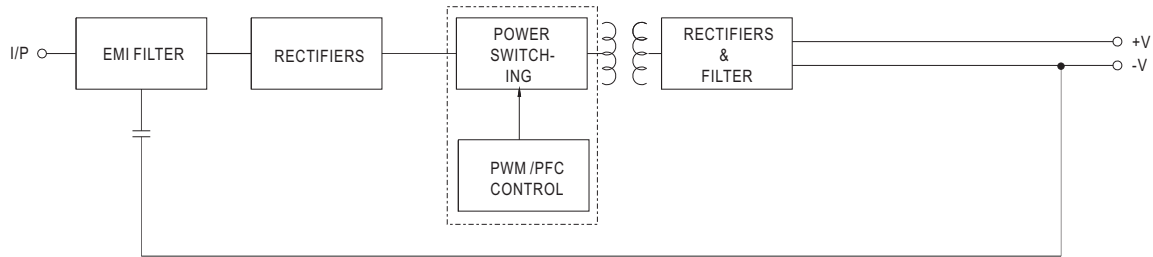 I/P
EMI FILTER
RECTIFIERS
POWER
SWITCH-
ING
RECTIFIERS
&
FILTER
+V
-V
PWM /PFC
CONTROL